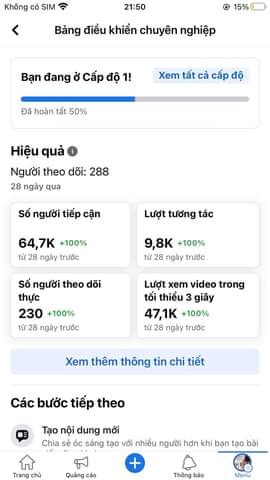 Không có SIM 21:50 15%
Bảng điều khiển chuyên nghiệp
Bạn đang ở Cấp độ 1! Xem tất cả cấp độ
Đã hoàn tất 50%
Hiệu quả
Người theo dõi: 288
28 ngày qua
Số người tiếp cận
64,7K +100%
từ 28 ngày trước
Lượt tương tác
9,8K +100%
từ 28 ngày trước
Số người theo dõi
thực
230 +100%
từ 28 ngày trước
Lượt xem video trong
tối thiểu 3 giây
47,1K +100%
từ 28 ngày trước
Xem thêm thông tin chi tiết
Các bước tiếp theo
Tạo nội dung mới
Chia sẻ óc sáng tạo với nhiều người hơn khi bạn tạo bài
Trang chủ Quảng cáo Thông báo Menu